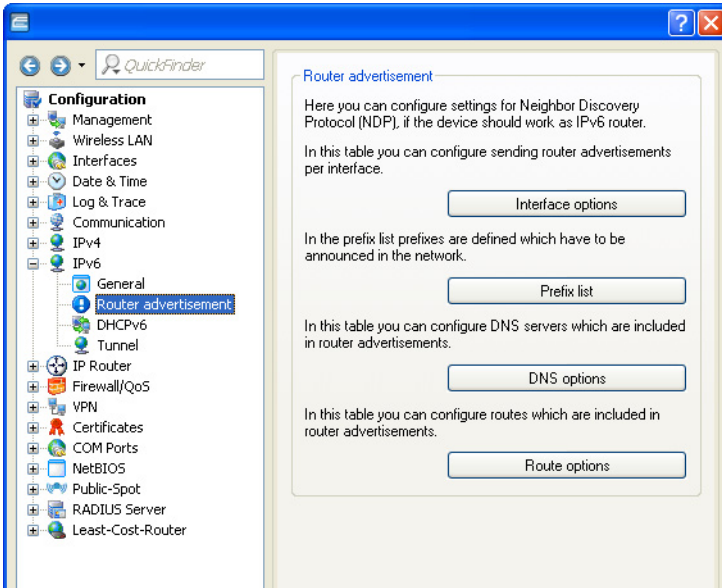 QuickFinder
Configuration
Management
Wireless LAN
Interfaces
Date & Time
Log & Trace
Communication
IPv4
IPv6
General
Router advertisement
DHCPv6
Tunnel
IP Router
Firewall/QoS
VPN
Certificates
COM Ports
NetBIOS
Public-Spot
RADIUS Server
Least-Cost-Router
Router advertisement
Here you can configure settings for Neighbor Discovery
Protocol (NDP), if the device should work as IPv6 router.
In this table you can configure sending router advertisements
per interface.
Interface options
In the prefix list prefixes are defined which have to be
announced in the network.
Prefix list
In this table you can configure DNS servers which are included
in router advertisements.
DNS options
In this table you can configure routes which are included in
router advertisements.
Route options